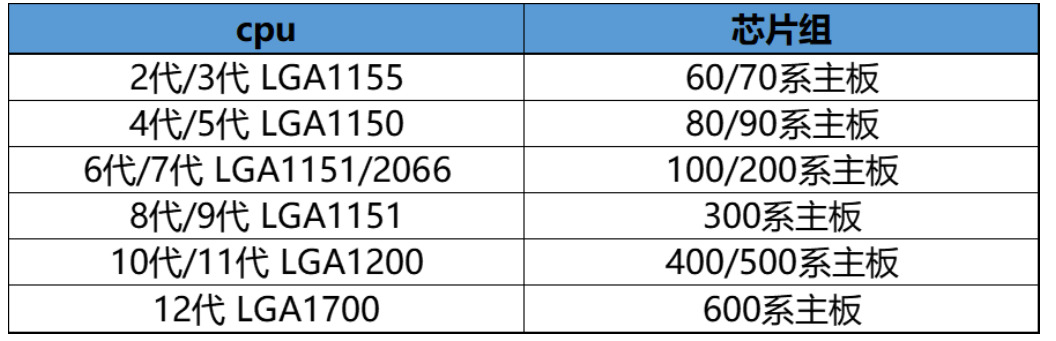 cpu 芯片组
2代/3代 LGA1155 60/70系主板
4代/5代 LGA1150 80/90系主板
6代/7代 LGA1151/2066 100/200系主板
8代/9代 LGA1151 300系主板
10代/11代 LGA1200 400/500系主板
12代 LGA1700 600系主板